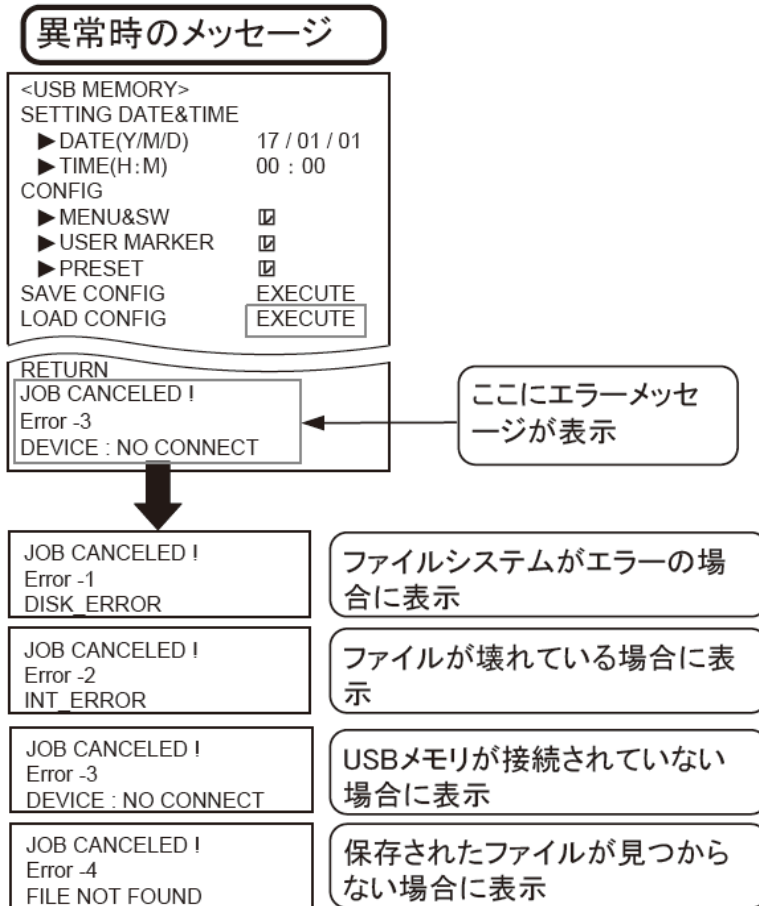 異常時のメッセージ
<USB MEMORY>
SETTING DATE&TIME
▶DATE(Y/M/D) 17 / 01 / 01
▶TIME(H:M) 00 : 00
CONFIG
▶MENU&SW ☑
▶USER MARKER ☑
▶PRESET ☑
SAVE CONFIG EXECUTE
LOAD CONFIG EXECUTE
RETURN
JOB CANCELED !
Error -3
DEVICE : NO CONNECT
ここにエラーメッセ
ージが表示
JOB CANCELED !
Error -1
DISK_ERROR
ファイルシステムがエラーの場
合に表示
JOB CANCELED !
Error -2
INT_ERROR
ファイルが壊れている場合に表
示
JOB CANCELED !
Error -3
DEVICE : NO CONNECT
USBメモリが接続されていない
場合に表示
JOB CANCELED !
Error -4
FILE NOT FOUND
保存されたファイルが見つから
ない場合に表示